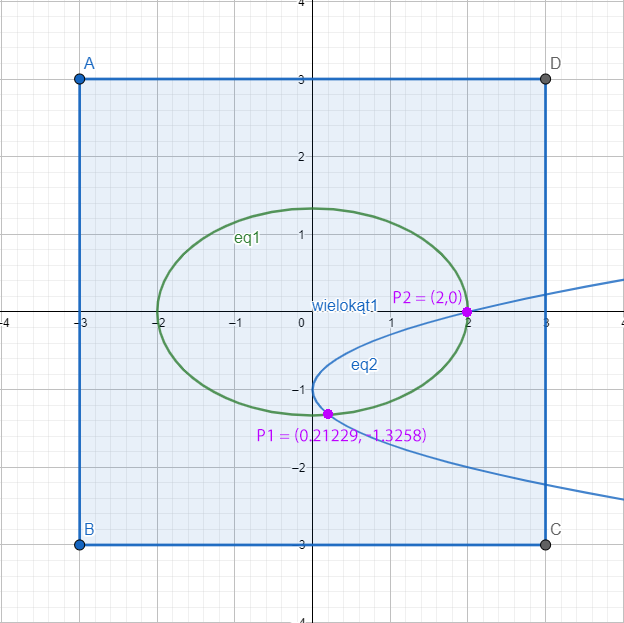 4
A
D
3
2
eq1
1
P2 = (2,0)
wielokąt1
-4
-3
-2
-1
0
1
2
3
4
eq2
-1
P1 = (0.21229, -1.3258)
-2
B
C
-3
-4